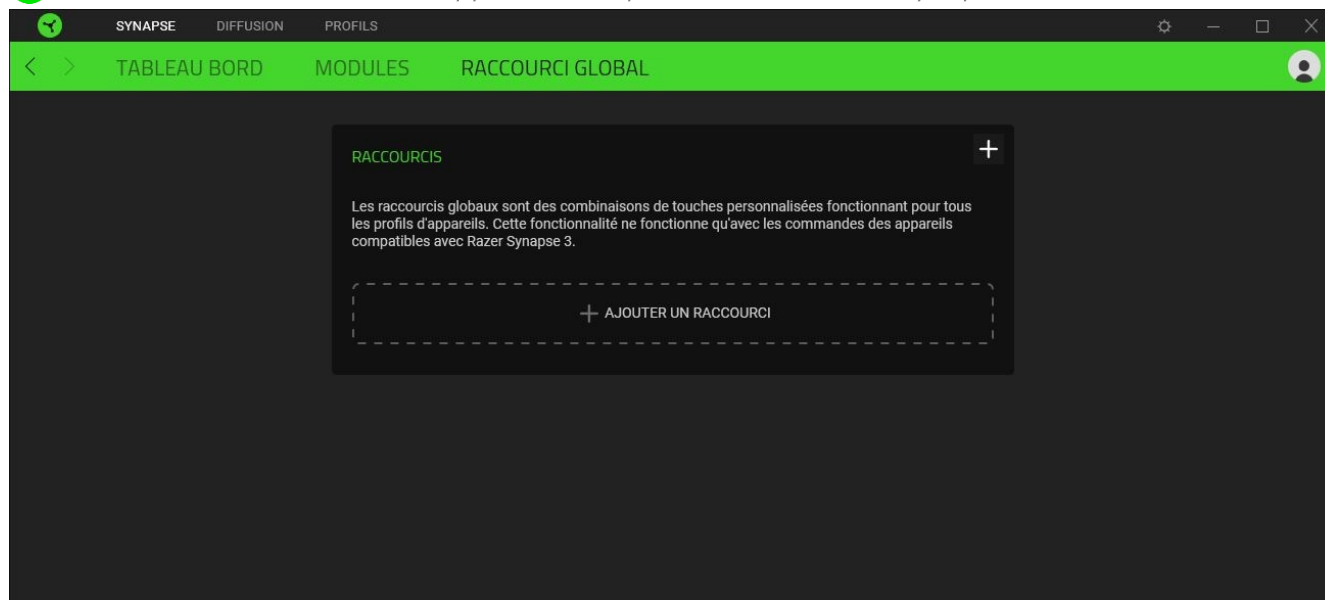 SYNAPSE DIFFUSION PROFILS
TABLEAU BORD MODULES RACCOURCI GLOBAL
RACCOURCIS
Les raccourcis globaux sont des combinaisons de touches personnalisées fonctionnant pour tous
les profils d'appareils. Cette fonctionnalité ne fonctionne qu'avec les commandes des appareils
compatibles avec Razer Synapse 3.
AJOUTER UN RACCOURCI